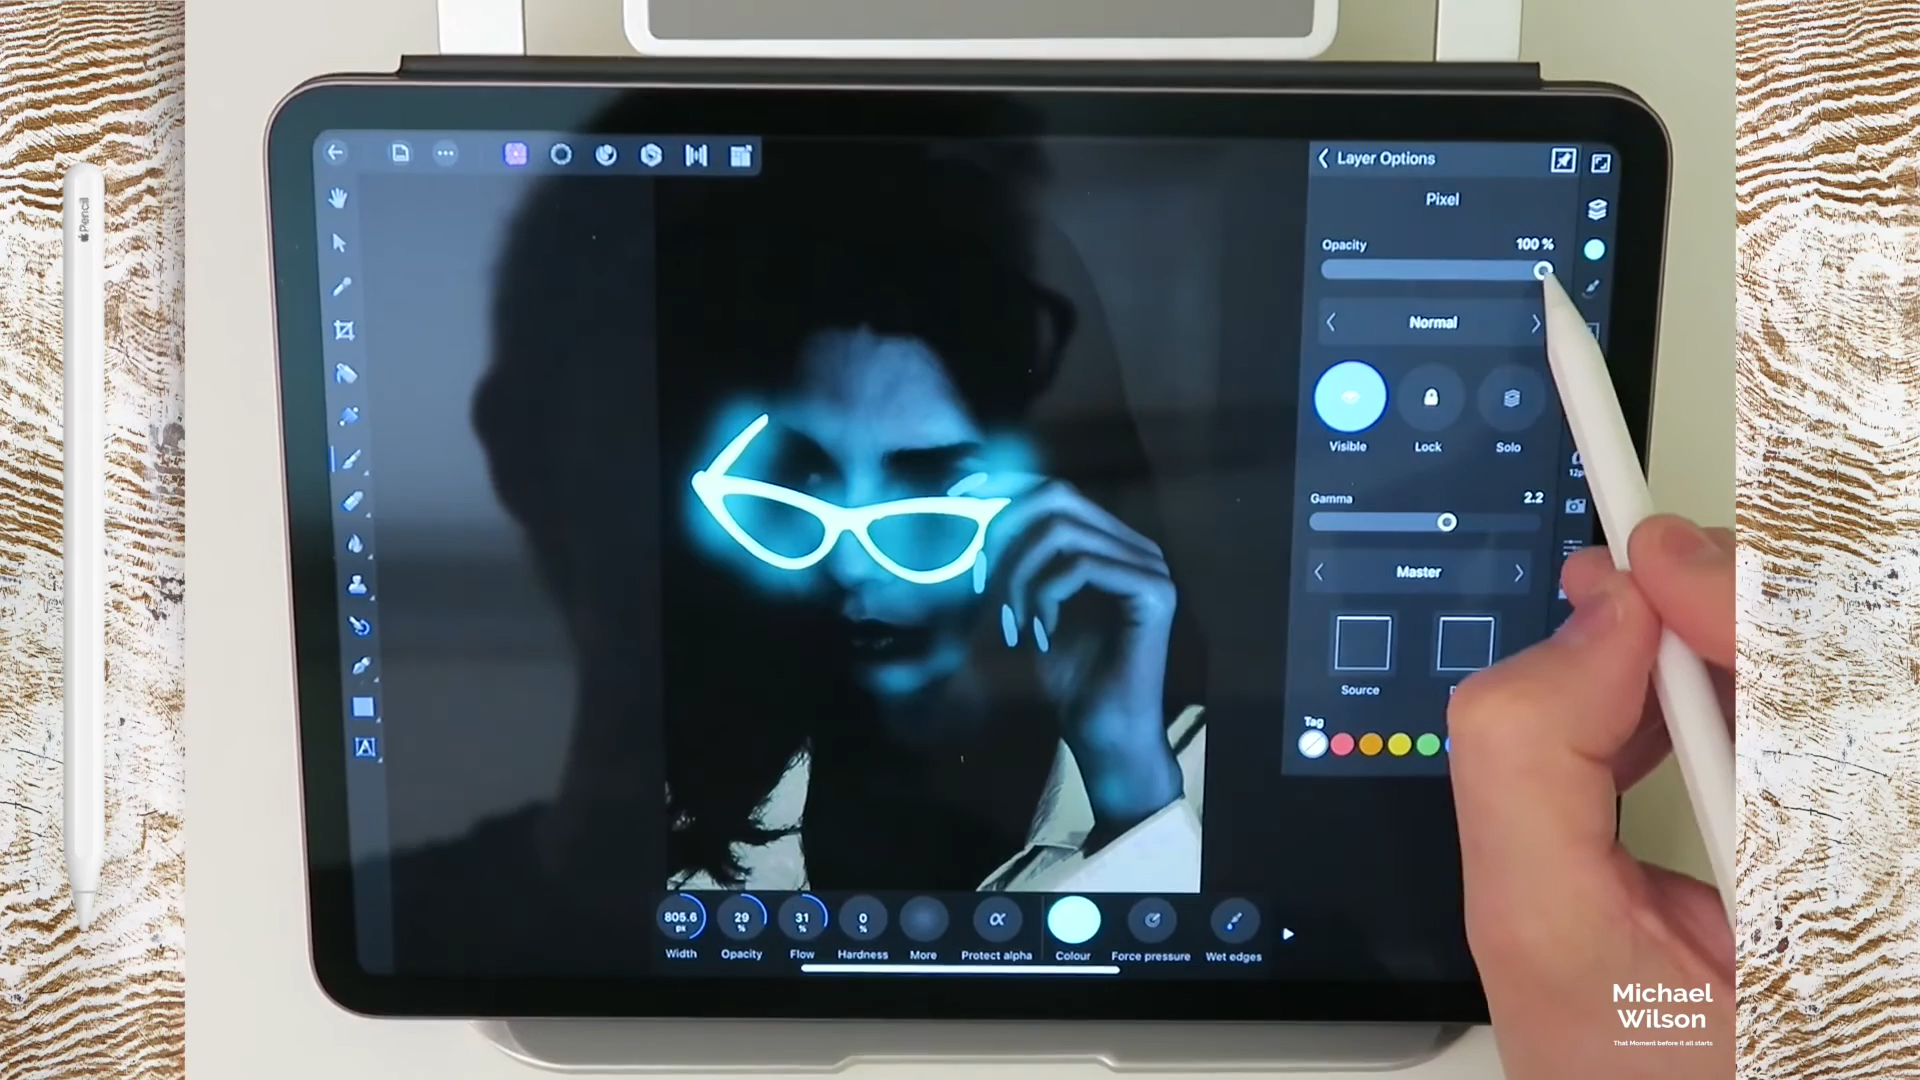 Pencil
Layer Options
Pixel
Opacity
100 %
Normal
Visible
Lock
Solo
Gamma
2.2
Master
Source
Tag
805.6
px
Width
29
%
Opacity
31
%
Flow
0
%
Hardness
More
Protect alpha
Colour
Force pressure
Wet edges
Michael
Wilson
That Moment before it all starts